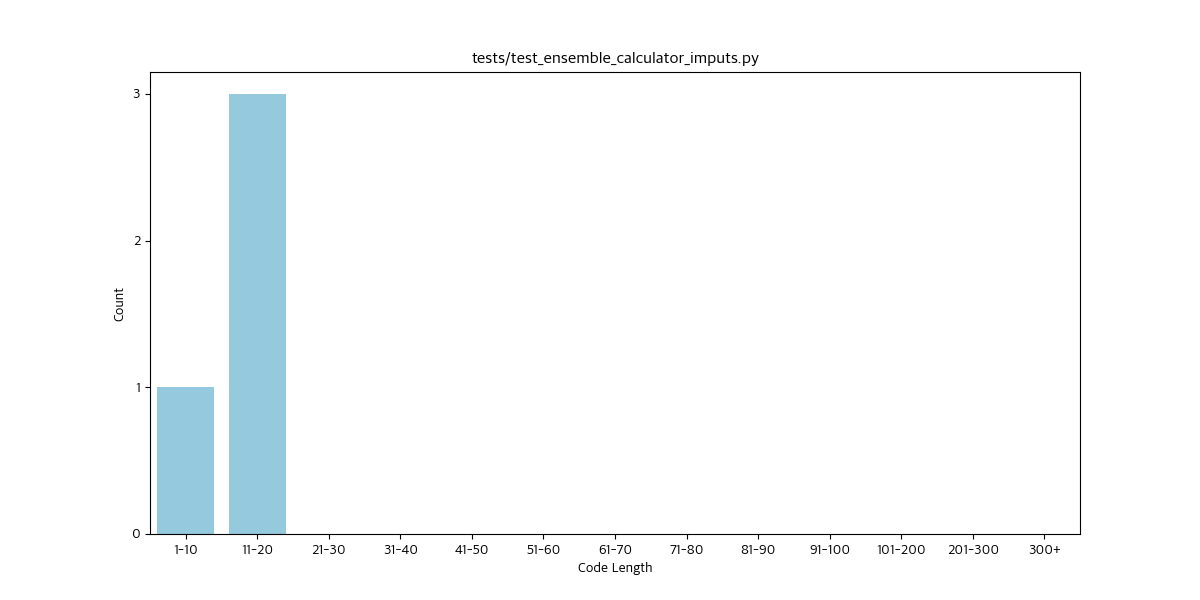 tests/test_ensemble_calculator_imputs.py
3
2
1
0
Count
1-10 11-20 21-30 31-40 41-50 51-60 61-70 71-80 81-90 91-100 101-200 201-300 300+
Code Length